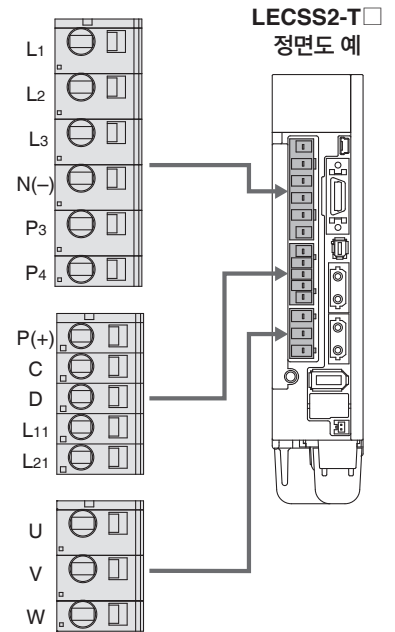 LECSS2-T□
정면도 예
L1
L2
L3
N(–)
P3
P4
P(+)
C
D
L11
L21
U
V
W